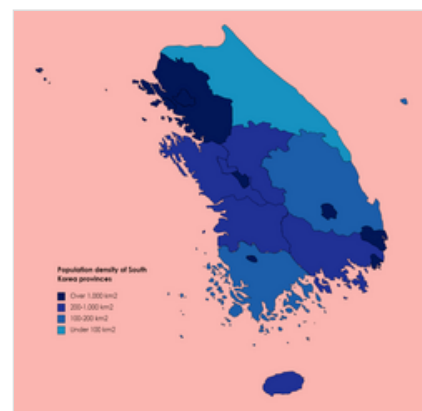 Population density of South
Korea provinces
Over 1,000 km2
200-1,000 km2
100-200 km2
Under 100 km2